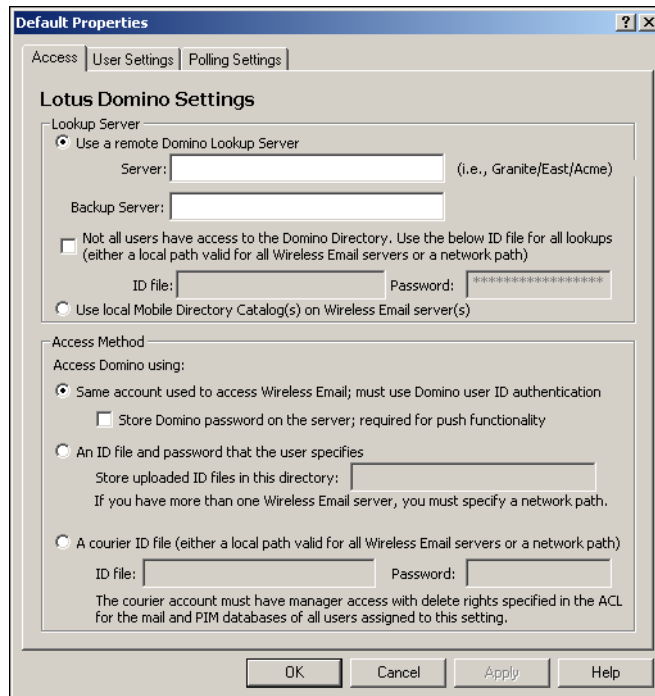 Default Properties
Access
User Settings
Polling Settings
Lotus Domino Settings
Lookup Server
Use a remote Domino Lookup Server
Server:
(i.e., Granite/East/Acme)
Backup Server:
Not all users have access to the Domino Directory. Use the below ID file for all lookups
(either a local path valid for all Wireless Email servers or a network path)
ID file:
Password:
*****************
Use local Mobile Directory Catalog(s) on Wireless Email server(s)
Access Method
Access Domino using:
Same account used to access Wireless Email; must use Domino user ID authentication
Store Domino password on the server; required for push functionality
An ID file and password that the user specifies
Store uploaded ID files in this directory:
If you have more than one Wireless Email server, you must specify a network path.
A courier ID file (either a local path valid for all Wireless Email servers or a network path)
ID file:
Password:
The courier account must have manager access with delete rights specified in the ACL
for the mail and PIM databases of all users assigned to this setting.
OK
Cancel
Apply
Help